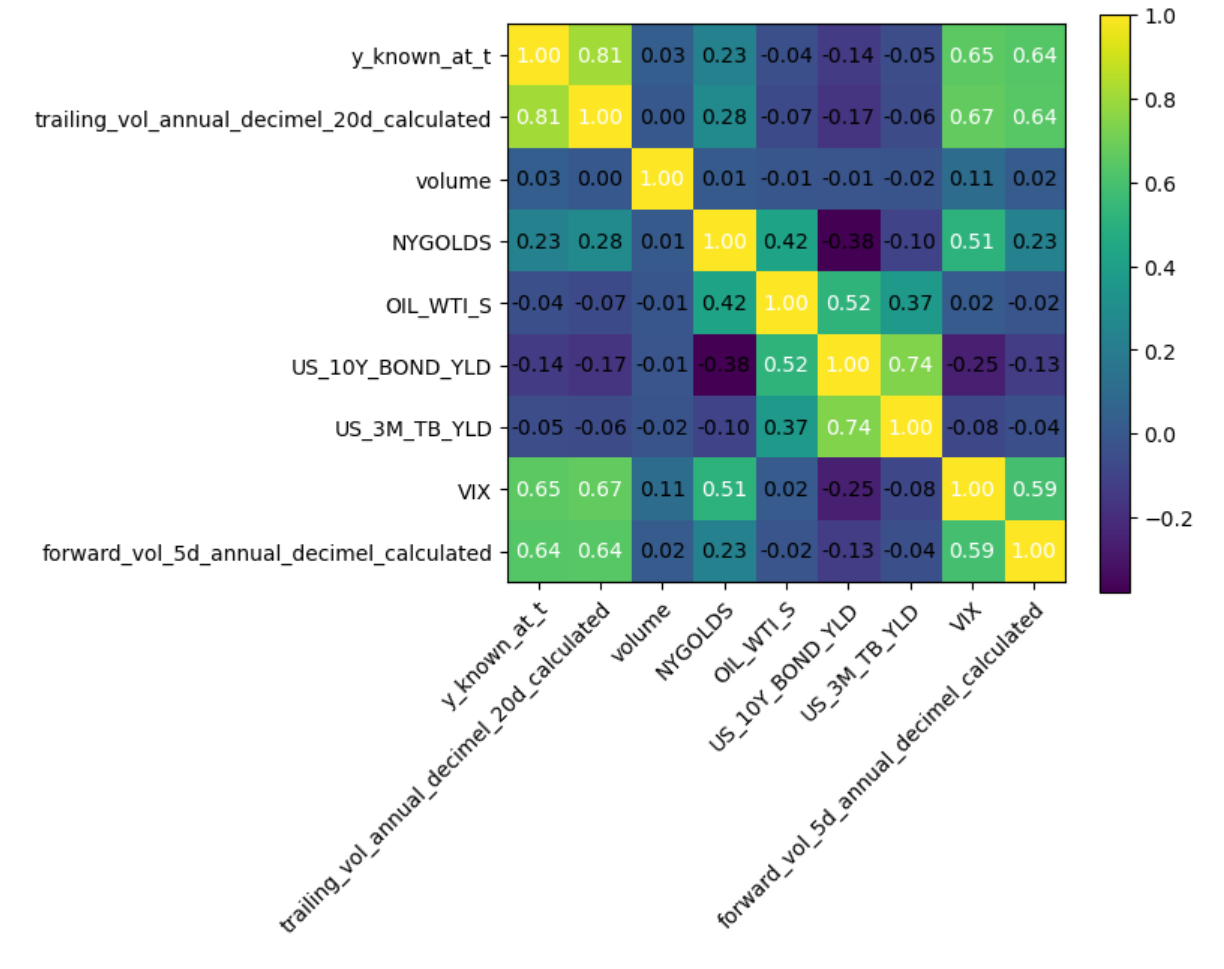 y_known_at_t 1.00 0.81 0.03 0.23 -0.04 -0.14 -0.05 0.65 0.64
trailing_vol_annual_decimel_20d_calculated 0.81 1.00 0.00 0.28 -0.07 -0.17 -0.06 0.67 0.64
volume 0.03 0.00 1.00 0.01 -0.01 -0.01 -0.02 0.11 0.02
NYGOLDS 0.23 0.28 0.01 1.00 0.42 -0.38 -0.10 0.51 0.23
OIL_WTI_S -0.04 -0.07 -0.01 0.42 1.00 0.52 0.37 0.02 -0.02
US_10Y_BOND_YLD -0.14 -0.17 -0.01 -0.38 0.52 1.00 0.74 -0.25 -0.13
US_3M_TB_YLD -0.05 -0.06 -0.02 -0.10 0.37 0.74 1.00 -0.08 -0.04
VIX 0.65 0.67 0.11 0.51 0.02 -0.25 -0.08 1.00 0.59
forward_vol_5d_annual_decimel_calculated 0.64 0.64 0.02 0.23 -0.02 -0.13 -0.04 0.59 1.00
y_known_at_t
trailing_vol_annual_decimel_20d_calculated
volume
NYGOLDS
OIL_WTI_S
US_10Y_BOND_YLD
US_3M_TB_YLD
VIX
forward_vol_5d_annual_decimel_calculated
1.0
0.8
0.6
0.4
0.2
0.0
−0.2